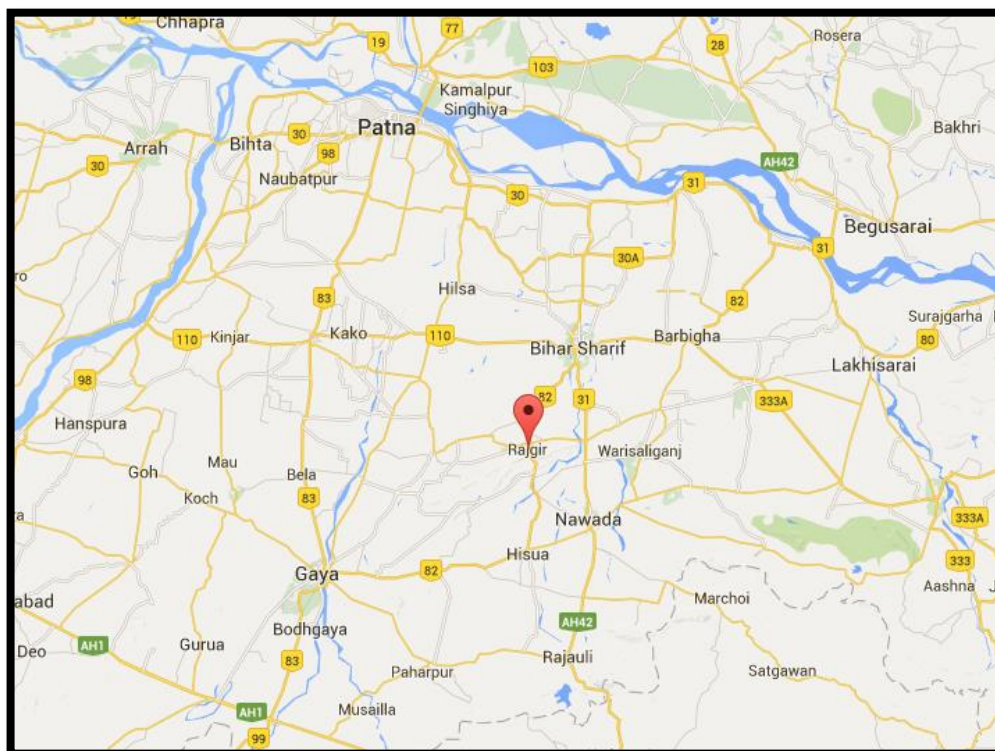 Chhapra
77
19
28
Rosera
103
Kamalpur
Singhiya
Patna
Bakhri
30
Arrah
Bihta
98
30
Naubatpur
AH42
31
30
Begusarai
31
30A
83
Hilsa
82
Surajgarha
110
Kinjar
Kako
110
Bihar Sharif
Barbigha
80
Lakhisarai
98
82
31
333A
Hanspura
Rajgir
Warisaliganj
Goh
Mau
Bela
Koch
83
Nawada
333A
Hisua
Gaya
82
333
Aashna
abad
Marchoi
Bodhgaya
AH42
AH1
Gurua
Deo
83
Rajauli
Paharpur
Satgawan
Musailla
AH1
99